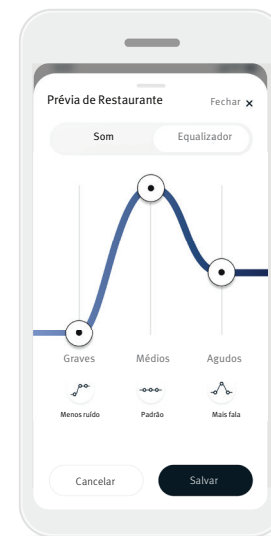 Prévia de Restaurante Fechar ×
Som Equalizador
Graves Médios Agudos
Menos ruído Padrão Mais fala
Cancelar Salvar